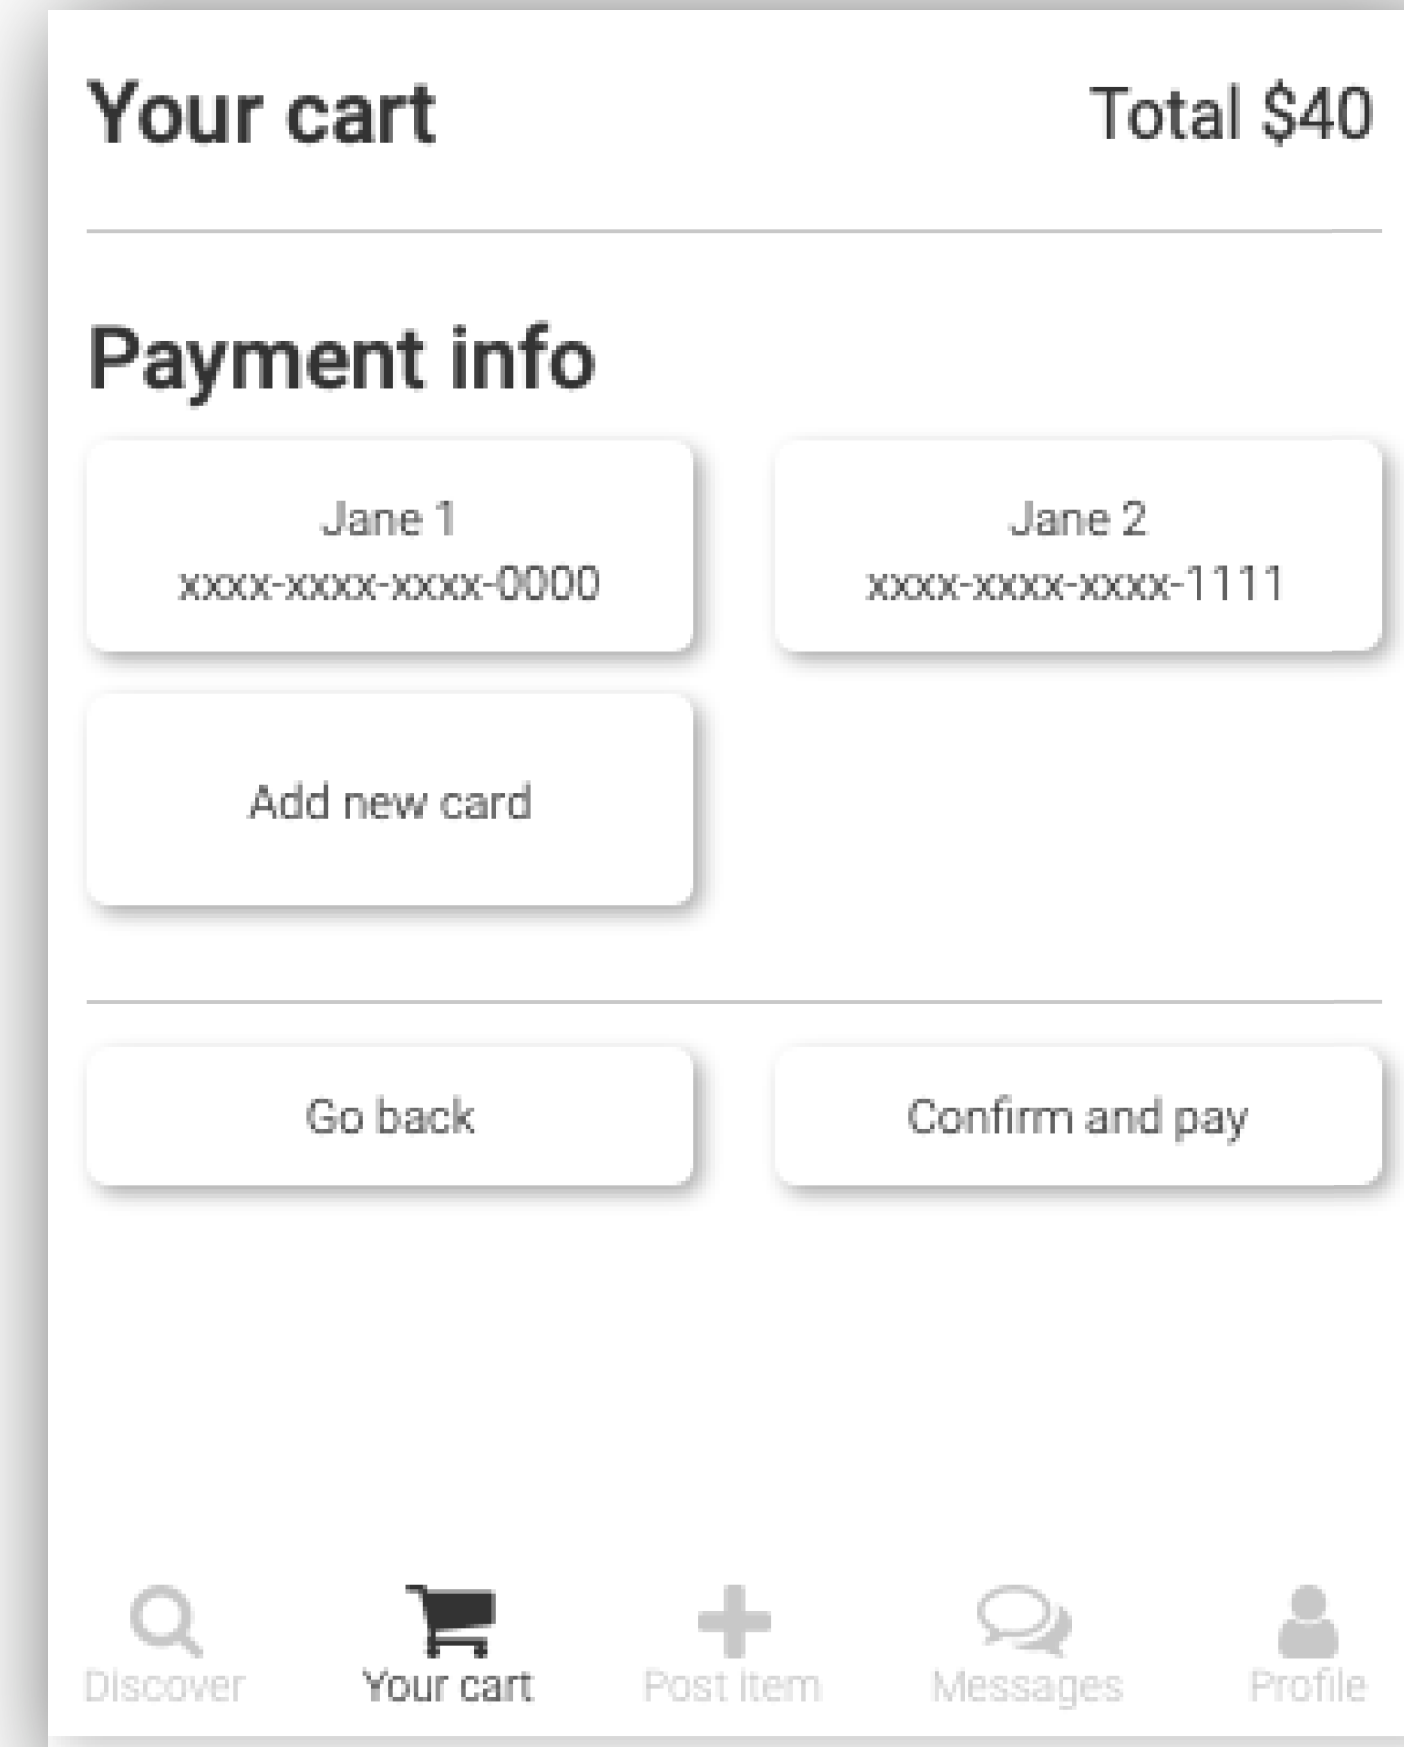 Your cart Total $40
Payment info
Jane 1
xxxx-xxxx-xxxx-0000
Jane 2
xxxx-xxxx-xxxx-1111
Add new card
Go back
Confirm and pay
Discover
Your cart
Post Item
Messages
Profile